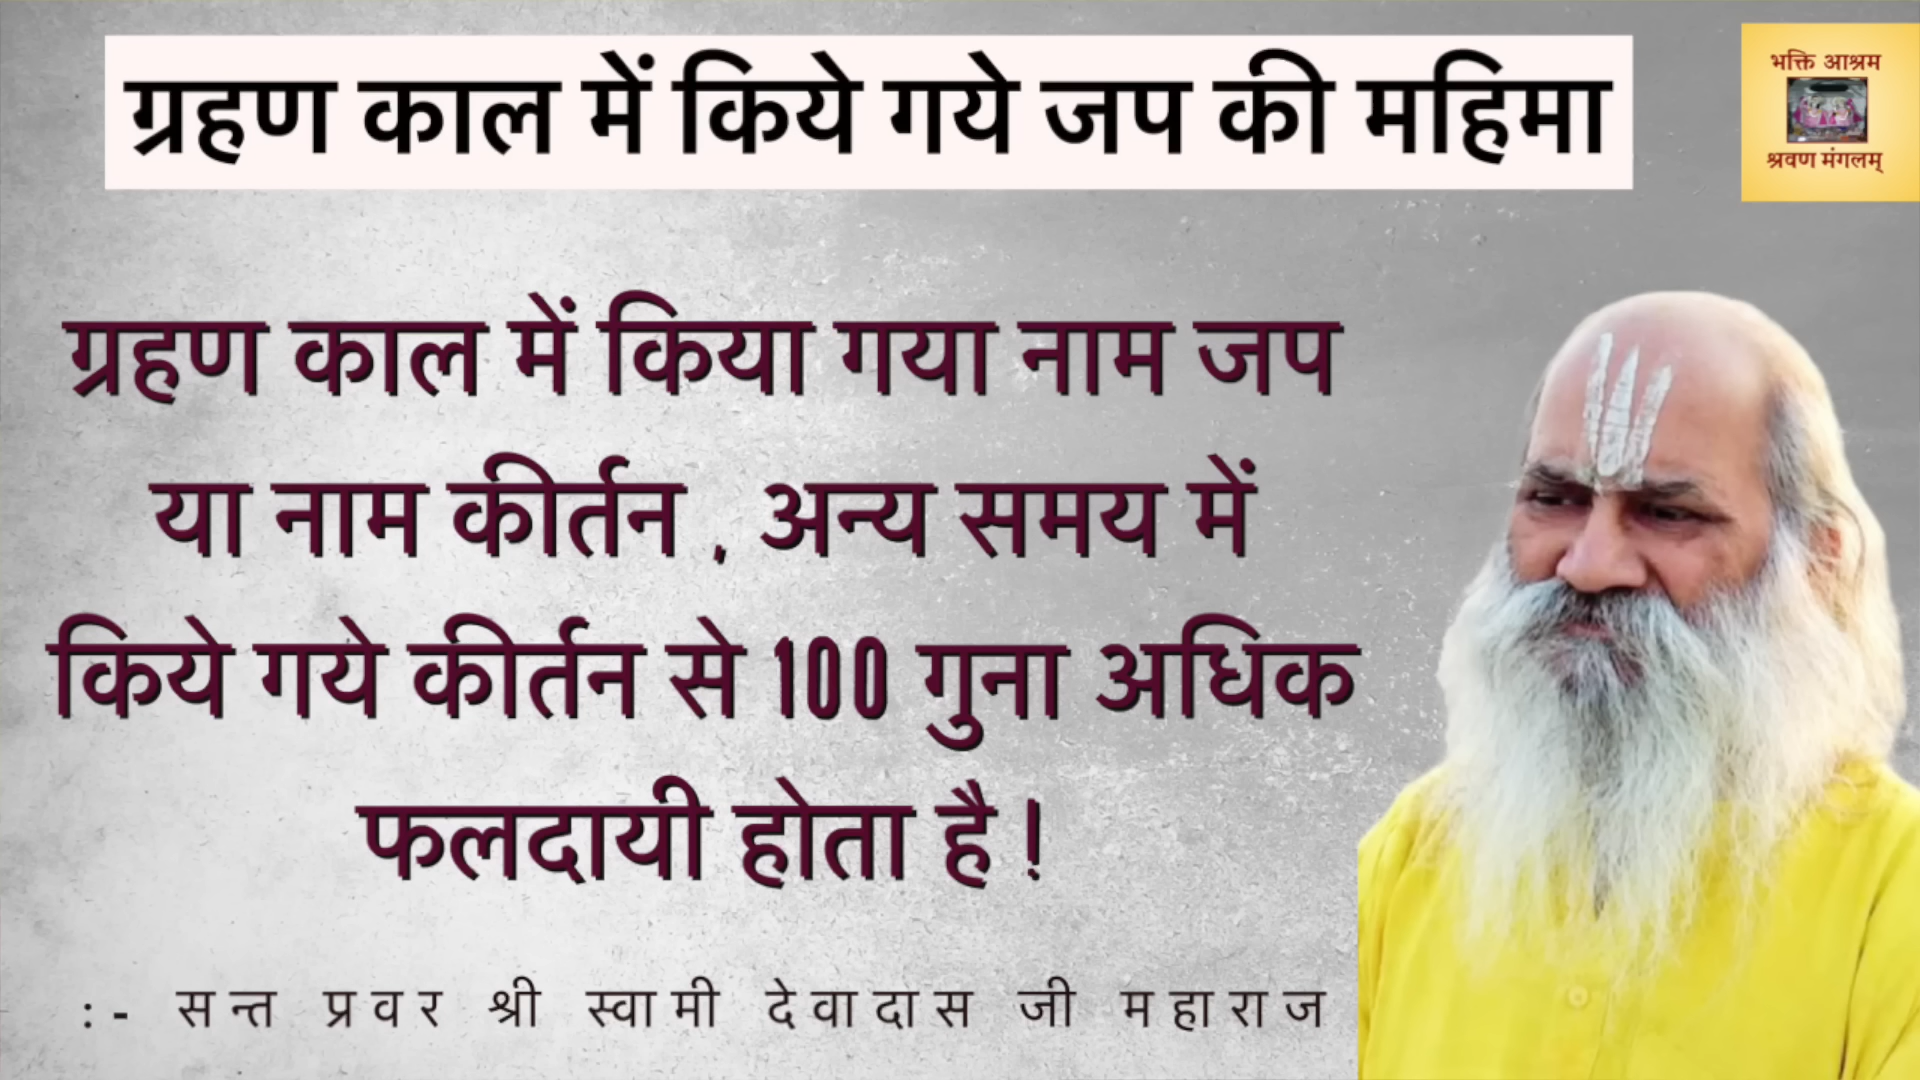 ग्रहण काल में किये गये जप की महिमा
भक्ति आश्रम
श्रवण मंगलम्
ग्रहण काल में किया गया नाम जप
या नाम कीर्तन , अन्य समय में
किये गये कीर्तन से 100 गुना अधिक
फलदायी होता है !
:- सन्त प्रवर श्री स्वामी देवादास जी महाराज